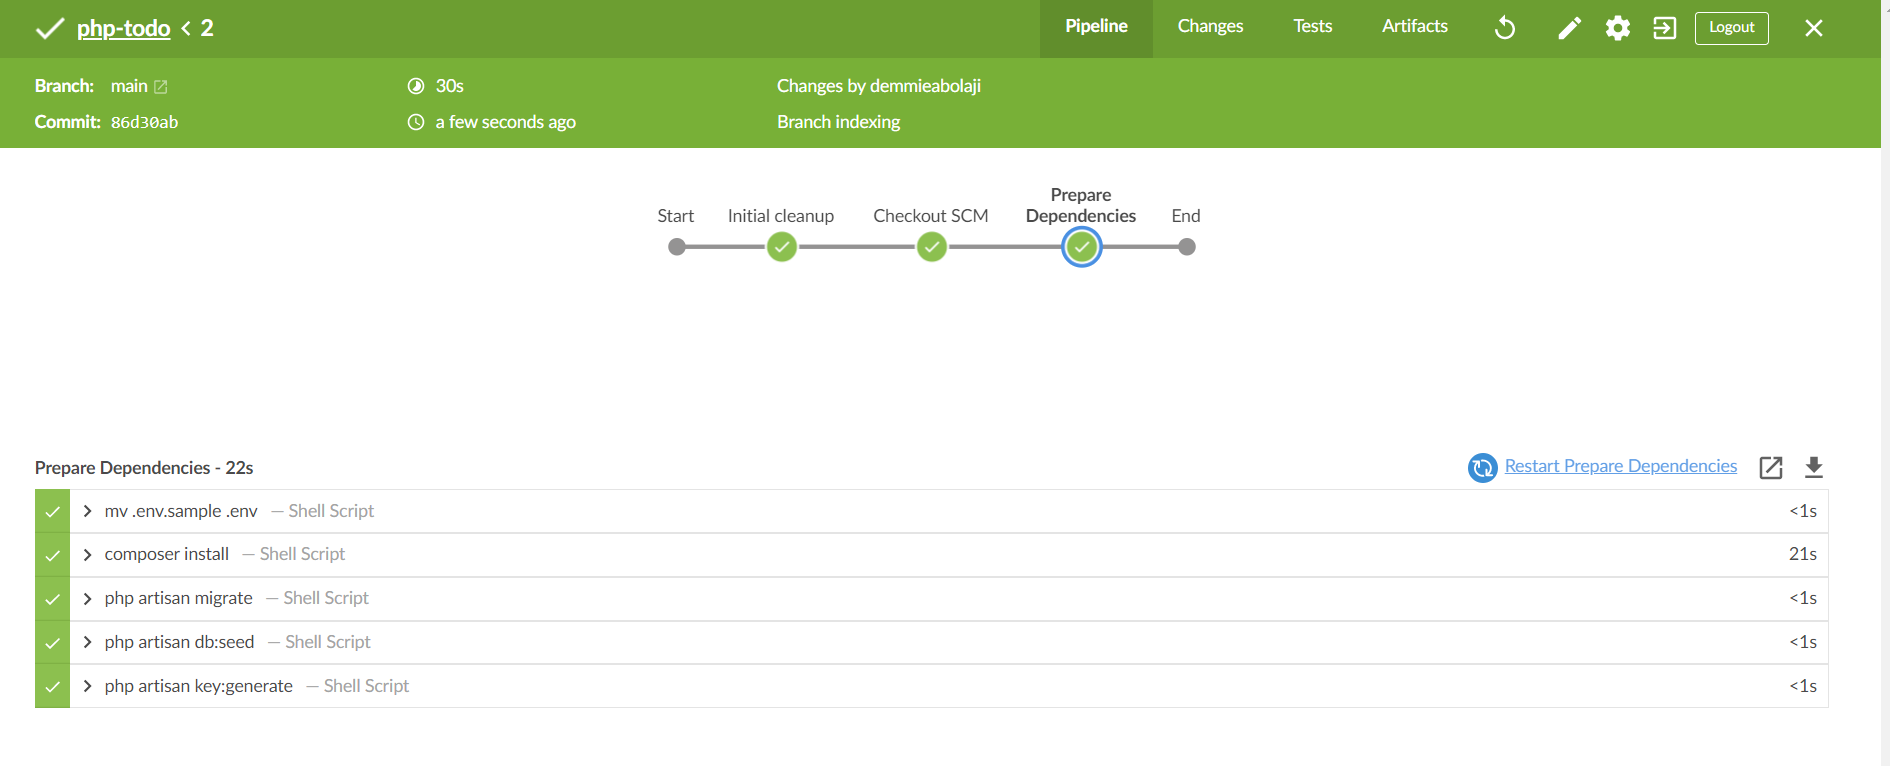 php-todo < 2 Pipeline Changes Tests Artifacts Logout
Branch: main 30s Changes by demmieabolaji
Commit: 86d30ab a few seconds ago Branch indexing
Start Initial cleanup Checkout SCM Prepare Dependencies End
Prepare Dependencies - 22s Restart Prepare Dependencies
mv .env.sample .env — Shell Script <1s
composer install — Shell Script 21s
php artisan migrate — Shell Script <1s
php artisan db:seed — Shell Script <1s
php artisan key:generate — Shell Script <1s